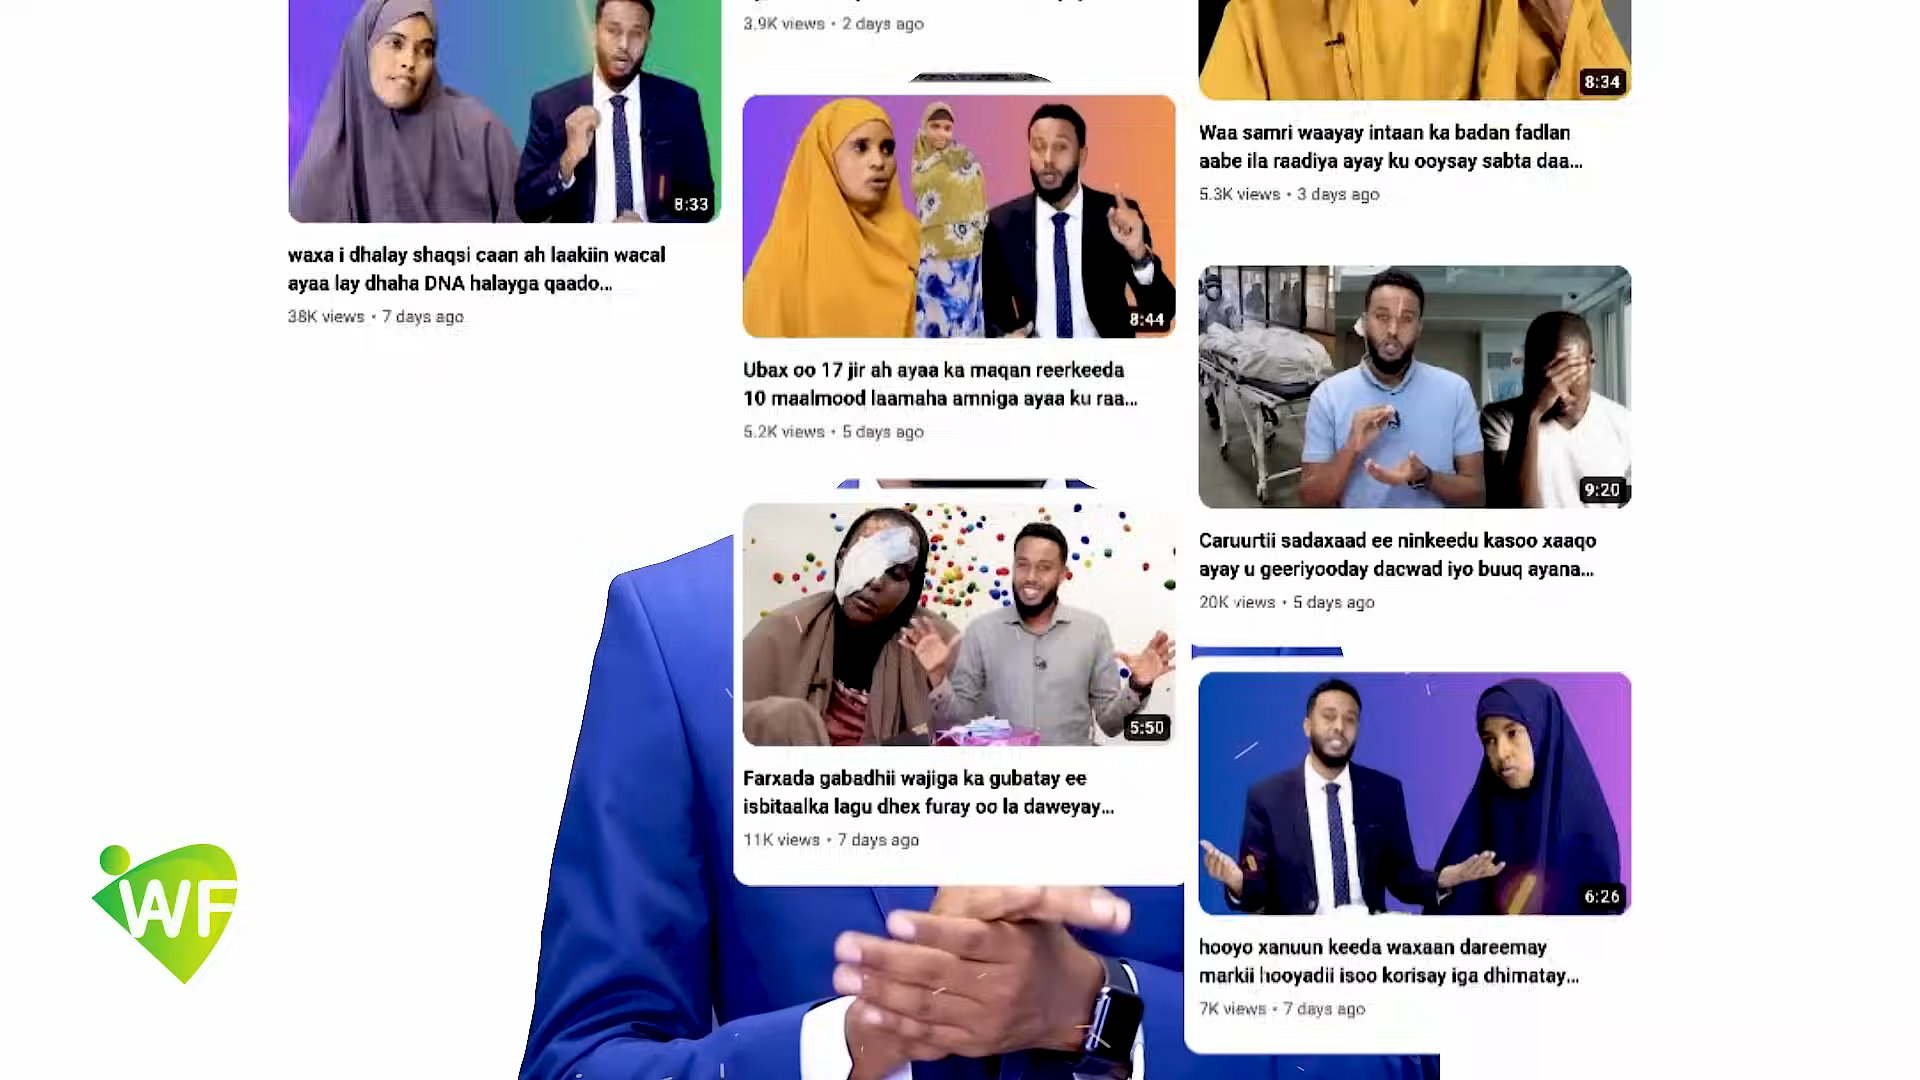 8:33
waxa i dhalay shaqsi caan ah laakiin wacal
ayaa lay dhaha DNA halayga qaado...
38K views • 7 days ago
3.9K views • 2 days ago
8:44
Ubax oo 17 jir ah ayaa ka maqan reerkeeda
10 maalmood laamaha amniga ayaa ku raa...
5.2K views • 5 days ago
5:50
Farxada gabadhii wajiga ka gubatay ee
isbitaalka lagu dhex furay oo la daweyay...
11K views • 7 days ago
8:34
Waa samri waayay intaan ka badan fadlan
aabe ila raadiya ayay ku ooysay sabta daa...
5.3K views • 3 days ago
9:20
Caruurtii sadaxaad ee ninkeedu kasoo xaaqo
ayay u geeriyooday dacwad iyo buuq ayana...
20K views • 5 days ago
6:26
hooyo xanuun keeda waxaan dareemay
markii hooyadii isoo korisay iga dhimatay...
7K views • 7 days ago
WF